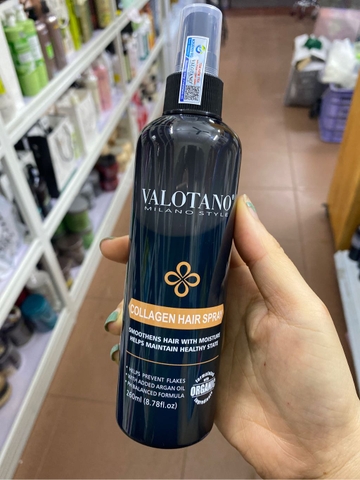 VALOTANO®
MILANO STYLE
COLLAGEN HAIR SPRAY
SMOOTHENS HAIR WITH MOISTURE
HELPS MAINTAIN HEALTHY STATE
• HELPS PREVENT FLAKES
• WITH ADDED ARGAN OIL
• PH BALANCED FORMULA
260ml (8.78fl.oz)
ORGANIC